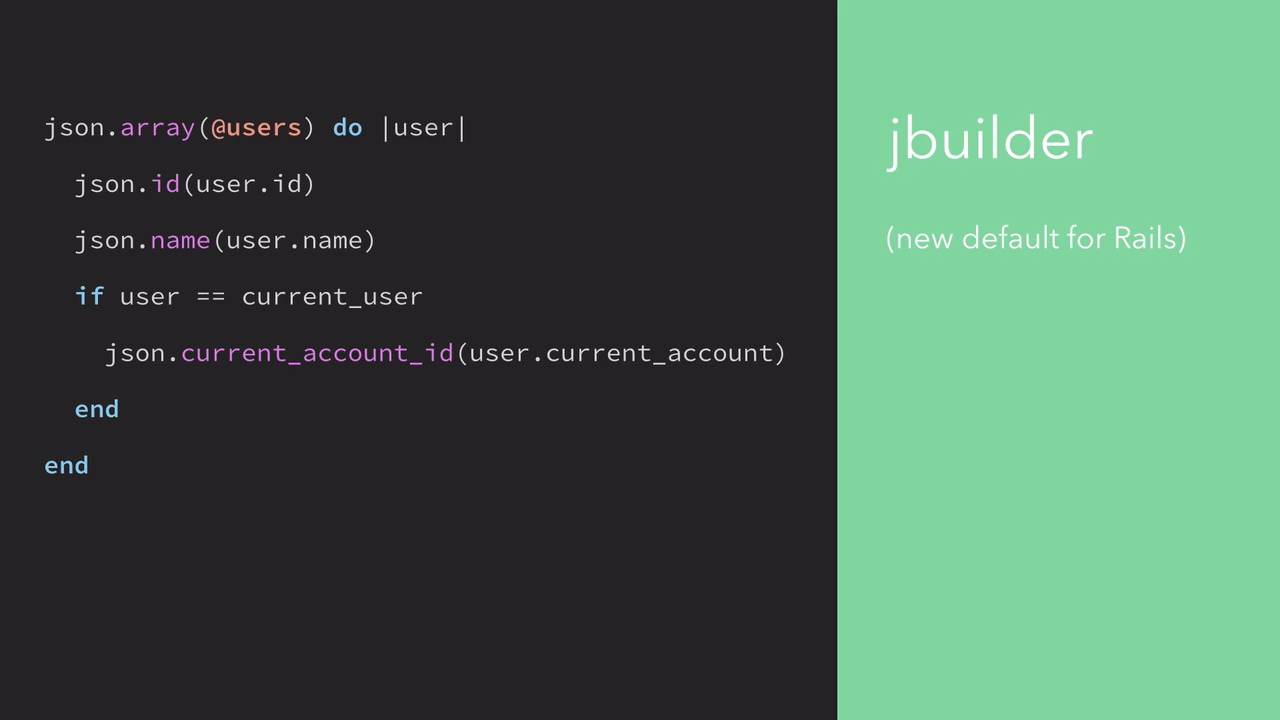 json.array(@users) do |user|
  json.id(user.id)
  json.name(user.name)
  if user == current_user
    json.current_account_id(user.current_account)
  end
end
jbuilder
(new default for Rails)